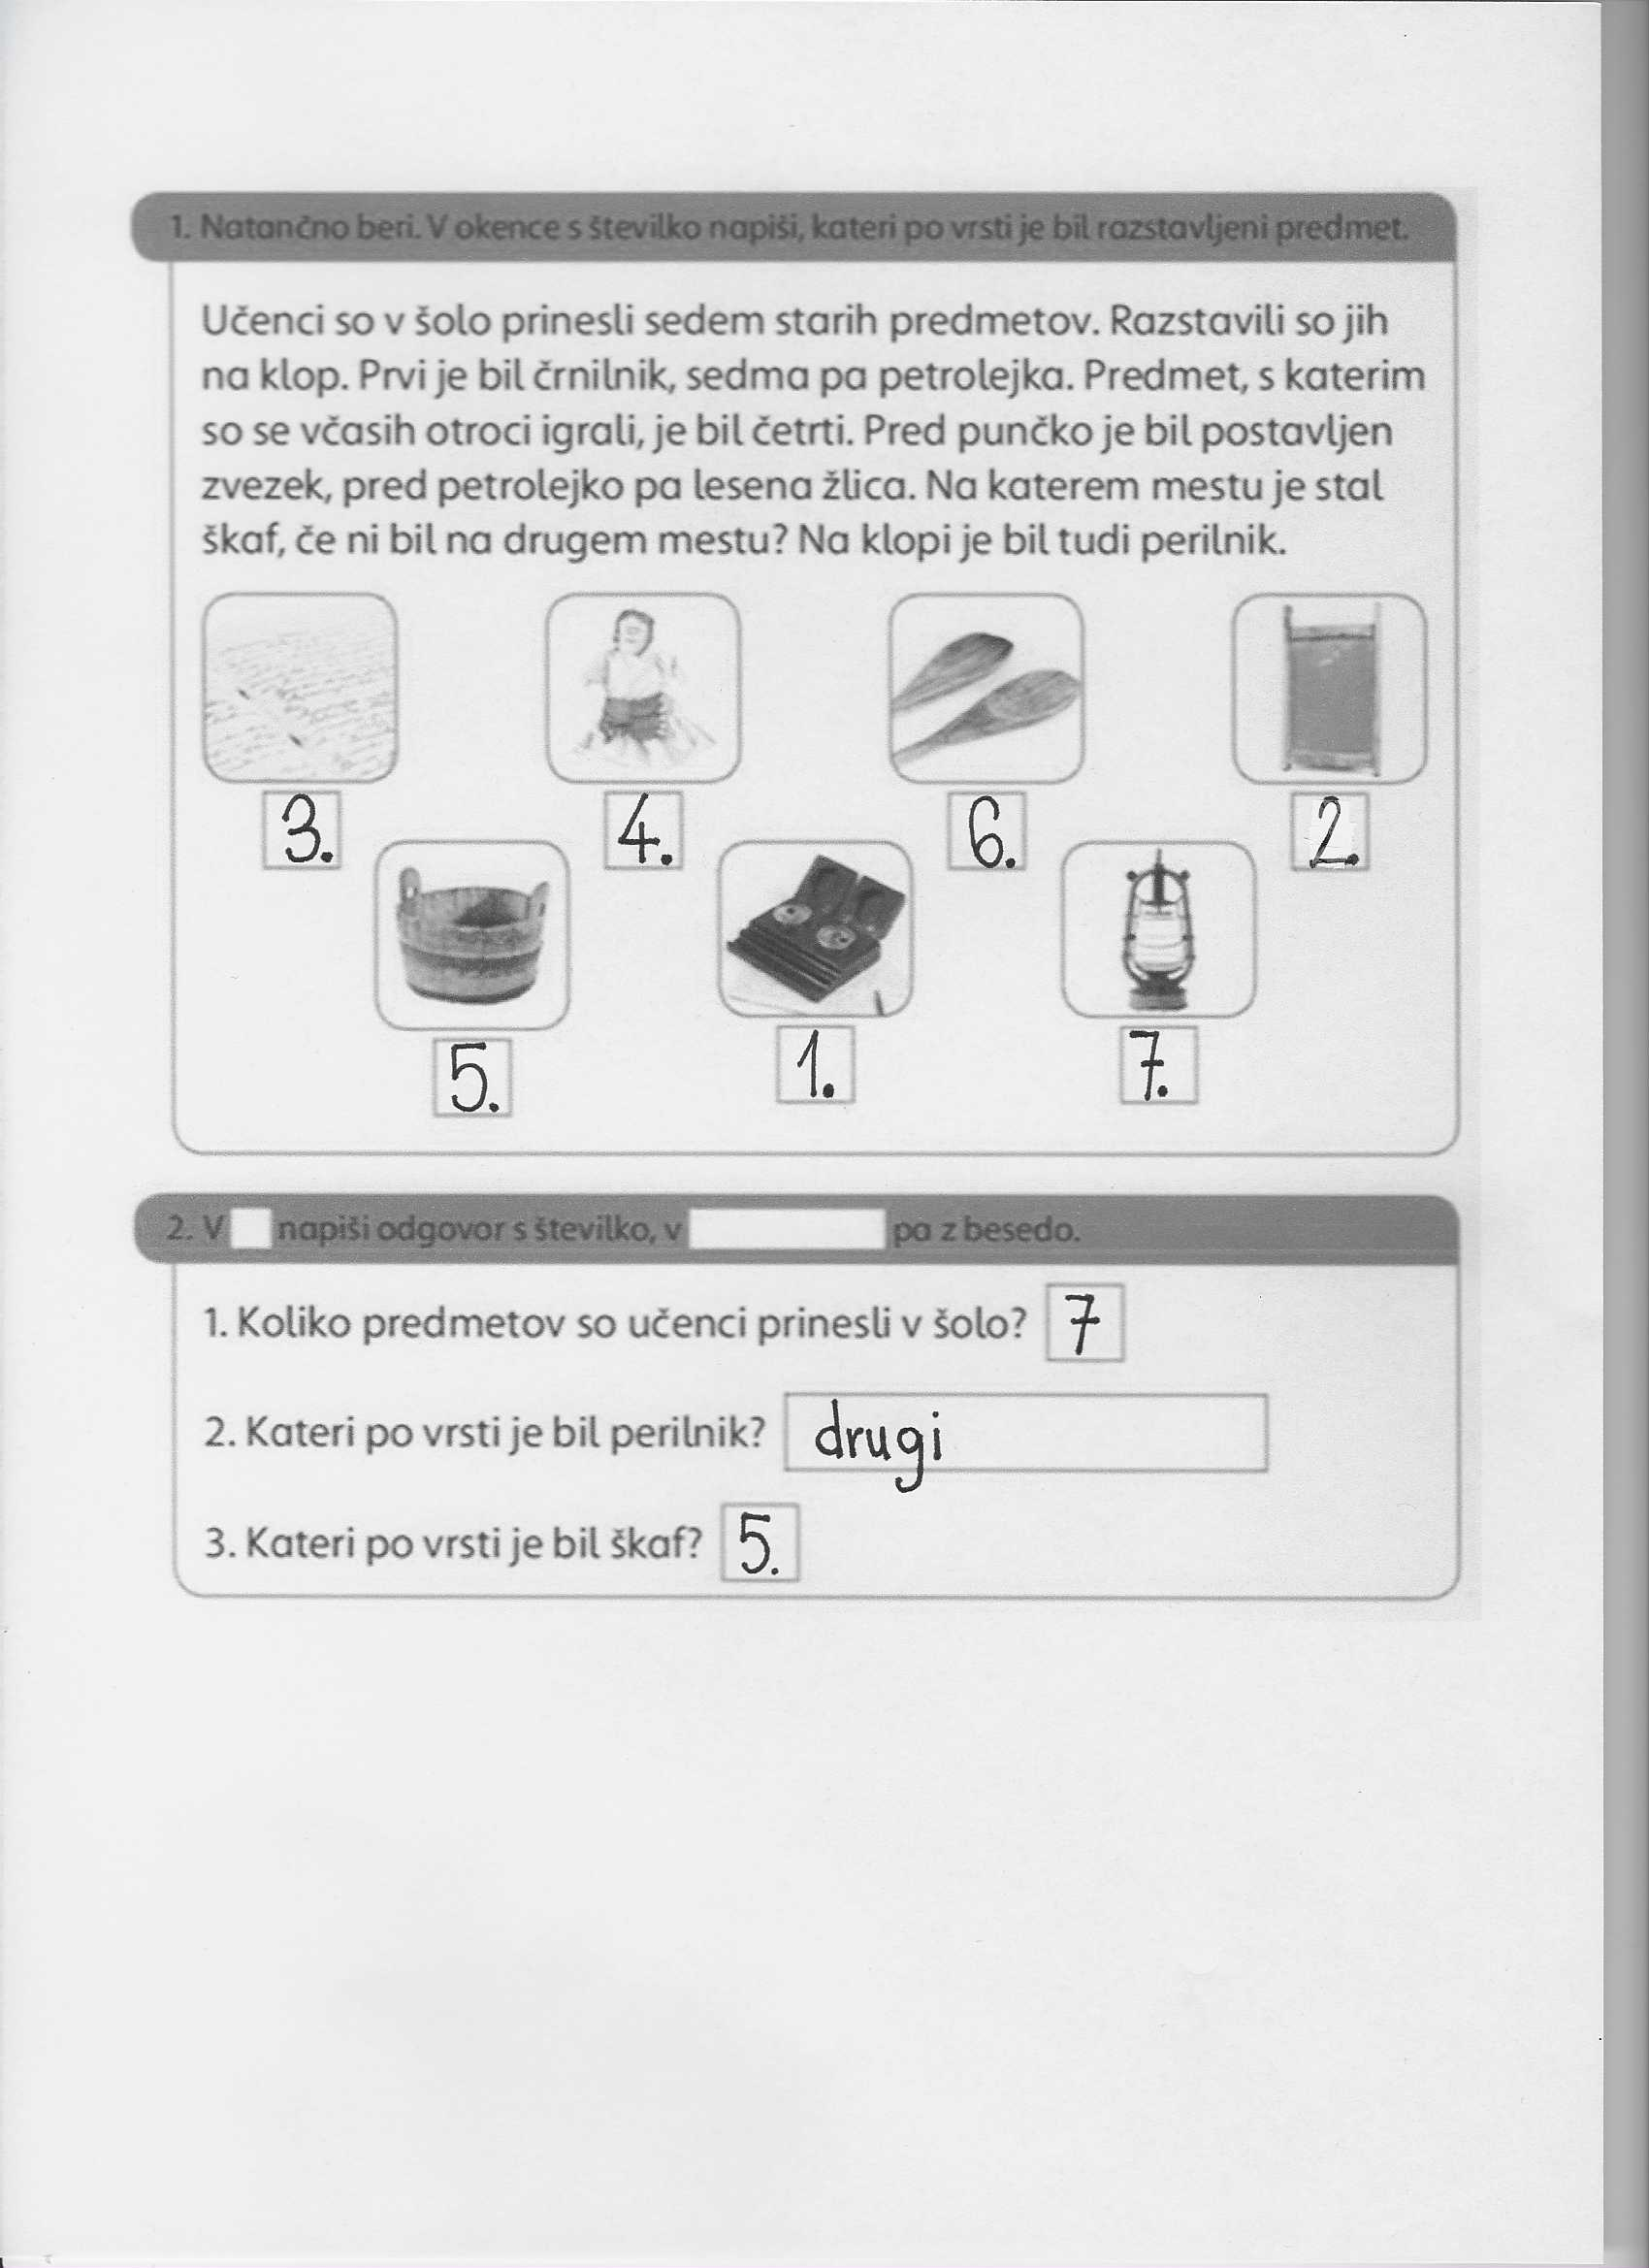 1. Natančno beri. V okence s številko napiši, kateri po vrsti je bil razstavljeni predmet.
Učenci so v šolo prinesli sedem starih predmetov. Razstavili so jih
na klop. Prvi je bil črnilnik, sedma pa petrolejka. Predmet, s katerim
so se včasih otroci igrali, je bil četrti. Pred punčko je bil postavljen
zvezek, pred petrolejko pa lesena žlica. Na katerem mestu je stal
škaf, če ni bil na drugem mestu? Na klopi je bil tudi perilnik.
3. 4. 6. 2.
5. 1. 7.
2. V napiši odgovor s številko, v pa z besedo.
1. Koliko predmetov so učenci prinesli v šolo? 7
2. Kateri po vrsti je bil perilnik? drugi
3. Kateri po vrsti je bil škaf? 5.